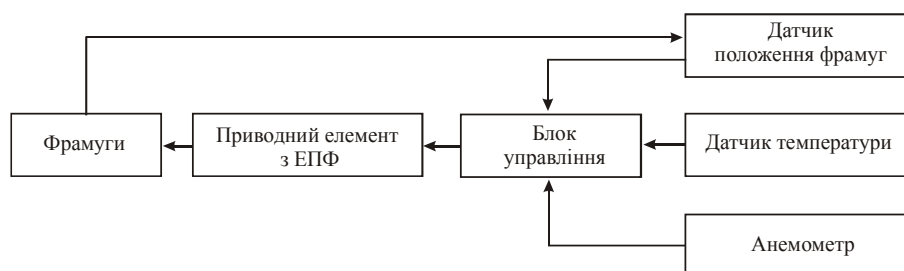 Датчик
положення фрамуг
Фрамуги
Приводний елемент
з ЕПФ
Блок
управління
Датчик температури
Анемометр